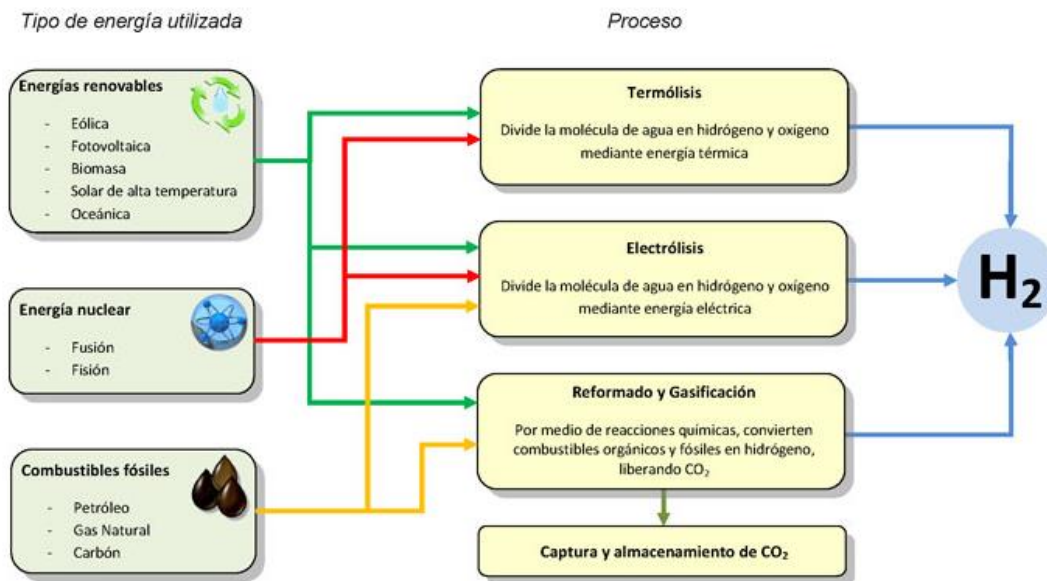 Tipo de energía utilizada
Proceso
Energías renovables
- Eólica
- Fotovoltaica
- Biomasa
- Solar de alta temperatura
- Oceánica
Energía nuclear
- Fusión
- Fisión
Combustibles fósiles
- Petróleo
- Gas Natural
- Carbón
Termólisis
Divide la molécula de agua en hidrógeno y oxígeno
mediante energía térmica
Electrólisis
Divide la molécula de agua en hidrógeno y oxígeno
mediante energía eléctrica
Reformado y Gasificación
Por medio de reacciones químicas, convierten
combustibles orgánicos y fósiles en hidrógeno,
liberando CO₂
Captura y almacenamiento de CO₂
H₂